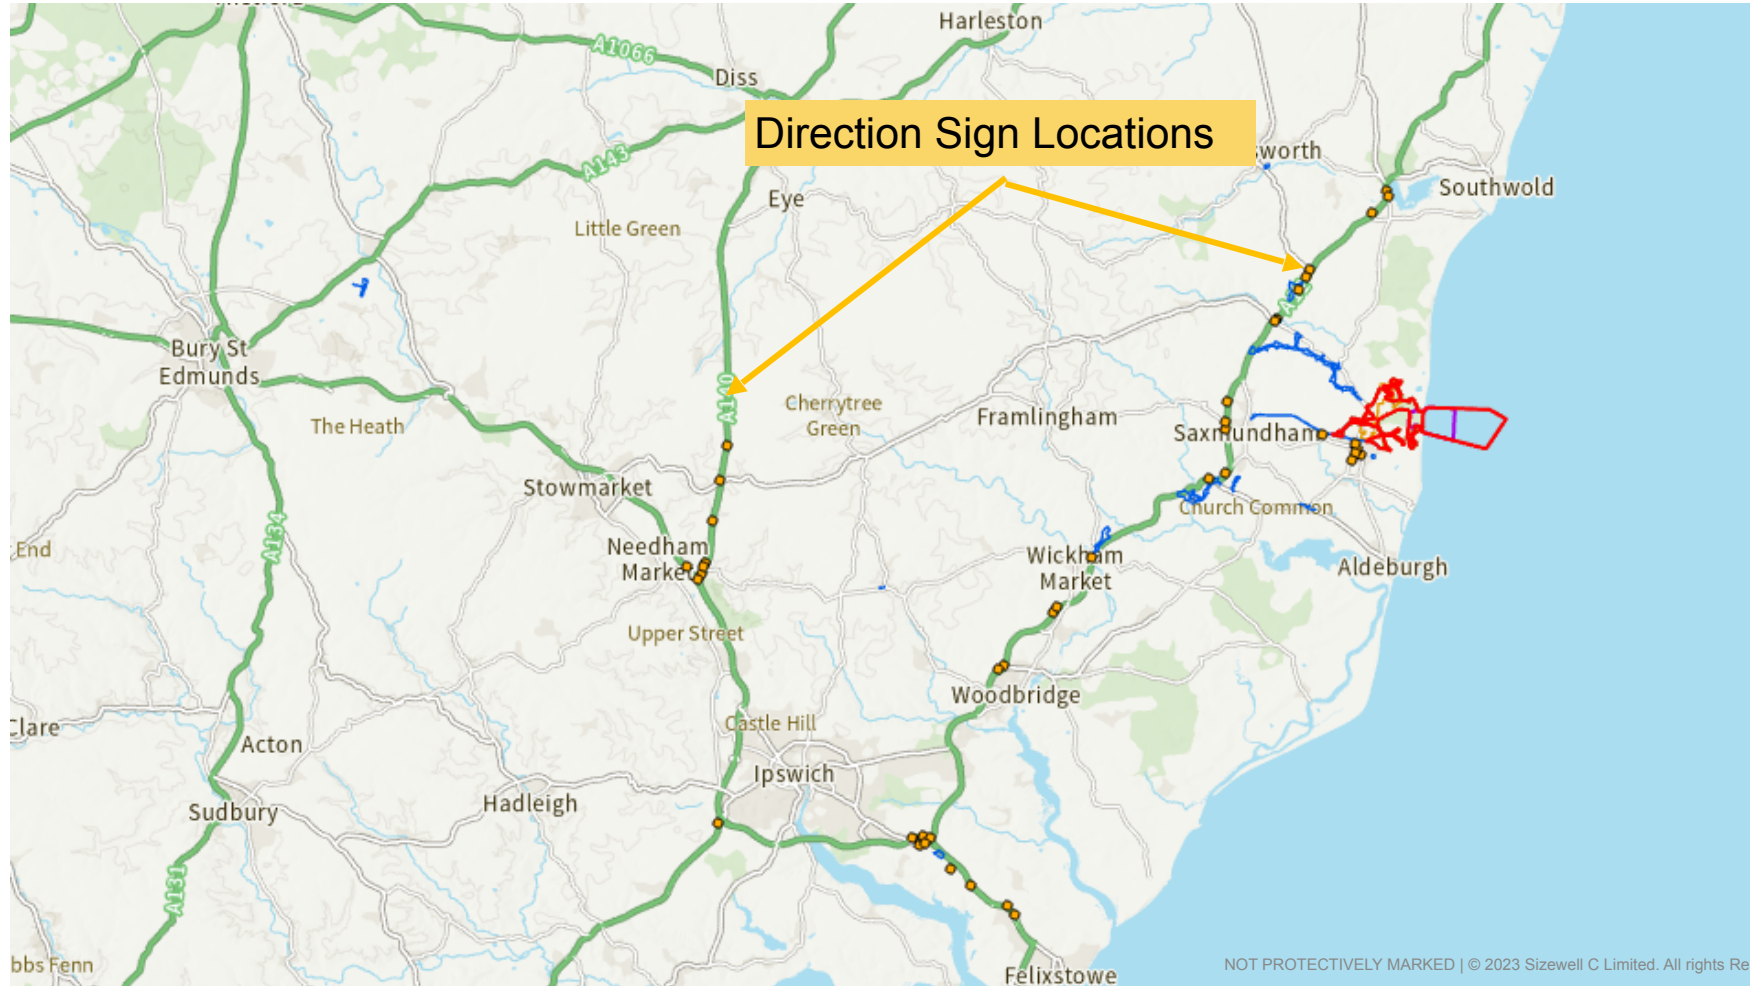 Harleston
A1066
Diss
Direction Sign Locations
sworth
A143
Southwold
Eye
Little Green
Bury St
Edmunds
A140
Cherrytree
Green
Framlingham
The Heath
Saxmundham
Stowmarket
Church Common
A134
End
Needham
Market
Wickham
Market
Aldeburgh
Upper Street
Woodbridge
Clare
Castle Hill
Acton
Ipswich
Hadleigh
Sudbury
A131
bbs Fenn
Felixstowe
NOT PROTECTIVELY MARKED | © 2023 Sizewell C Limited. All rights Re